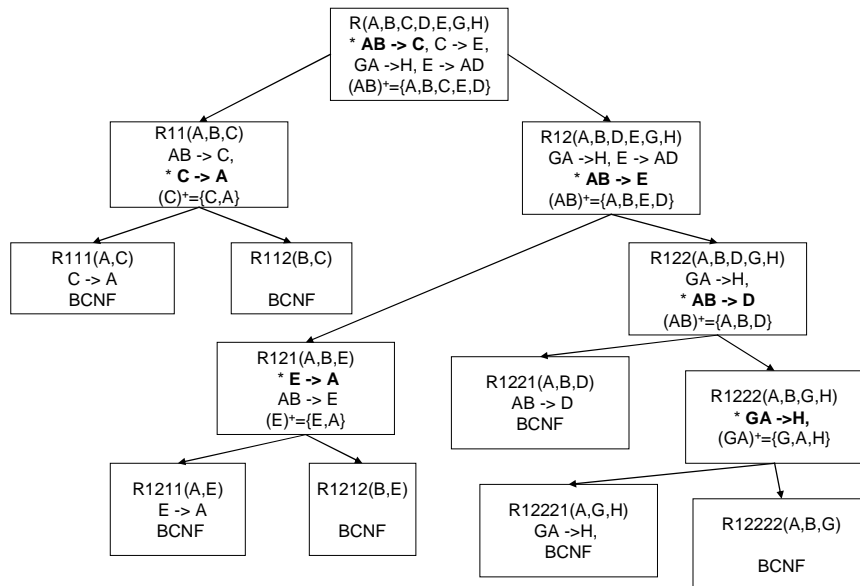 R(A,B,C,D,E,G,H)
* AB -> C, C -> E,
GA ->H, E -> AD
(AB)+={A,B,C,E,D}
R11(A,B,C)
AB -> C,
* C -> A
(C)+={C,A}
R12(A,B,D,E,G,H)
GA ->H, E -> AD
* AB -> E
(AB)+={A,B,E,D}
R111(A,C)
C -> A
BCNF
R112(B,C)
BCNF
R122(A,B,D,G,H)
GA ->H,
* AB -> D
(AB)+={A,B,D}
R121(A,B,E)
* E -> A
AB -> E
(E)+={E,A}
R1221(A,B,D)
AB -> D
BCNF
R1222(A,B,G,H)
* GA ->H,
(GA)+={G,A,H}
R1211(A,E)
E -> A
BCNF
R1212(B,E)
BCNF
R12221(A,G,H)
GA ->H,
BCNF
R12222(A,B,G)
BCNF